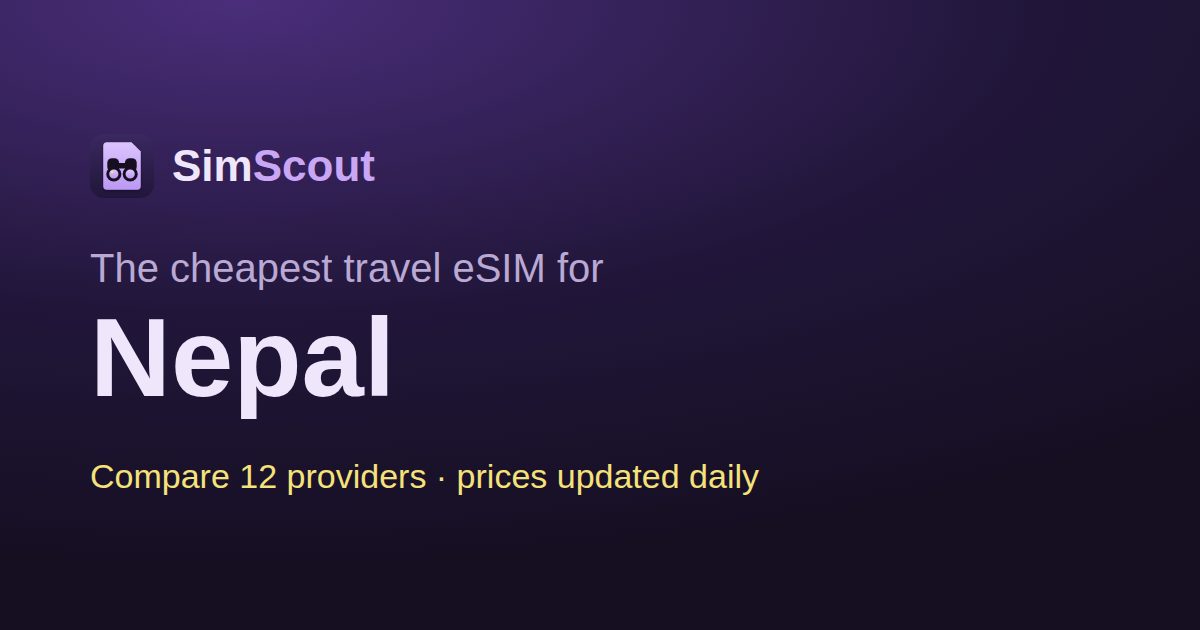 SimScout
The cheapest travel eSIM for
Nepal
Compare 12 providers · prices updated daily